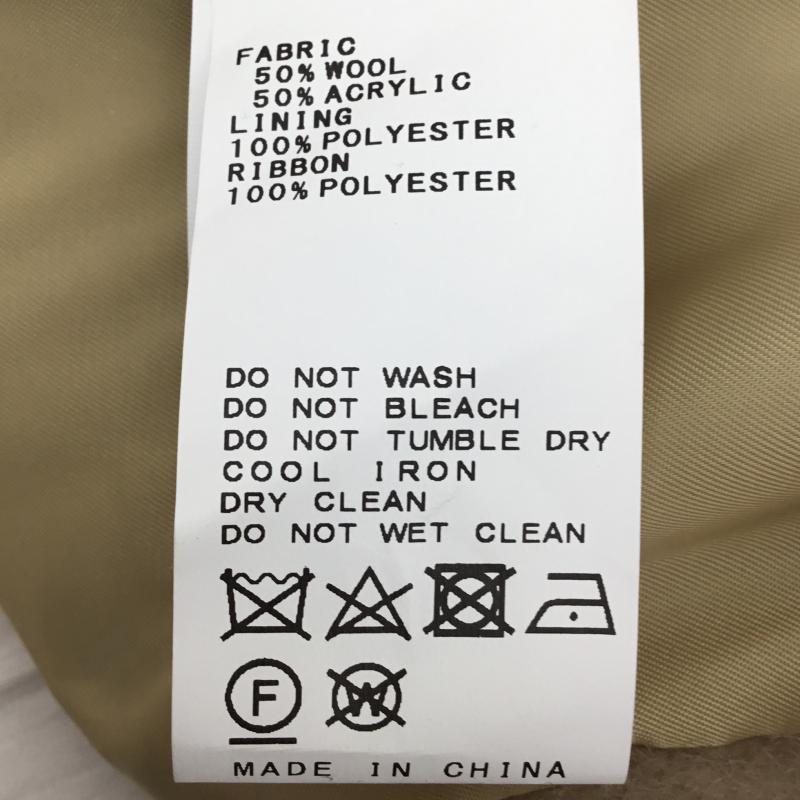 FABRIC
50% WOOL
50% ACRYLIC
LINING
100% POLYESTER
RIBBON
100% POLYESTER
DO NOT WASH
DO NOT BLEACH
DO NOT TUMBLE DRY
COOL IRON
DRY CLEAN
DO NOT WET CLEAN
F W
MADE IN CHINA